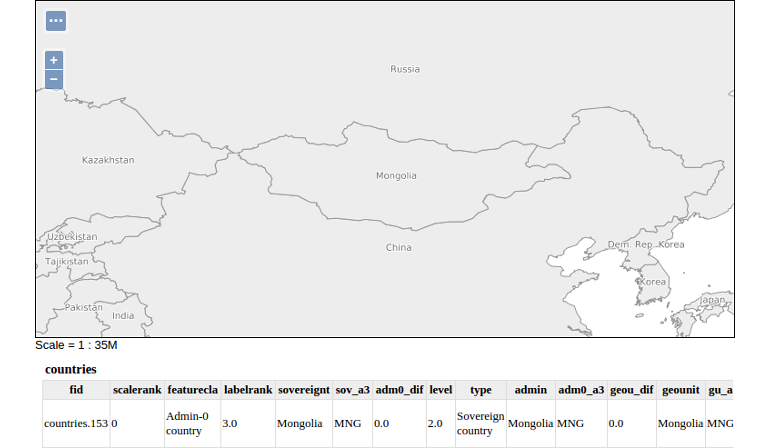 ...
+
−
Russia
Kazakhstan
Mongolia
Uzbekistan
China
Dem. Rep. Korea
Tajikistan
Korea
Japan
Pakistan
India
Scale = 1 : 35M
countries
fid scalerank featurecla labelrank sovereignt sov_a3 adm0_dif level type admin adm0_a3 geou_dif geounit gu_a
countries.153 0 Admin-0 country 3.0 Mongolia MNG 0.0 2.0 Sovereign country Mongolia MNG 0.0 Mongolia MNG